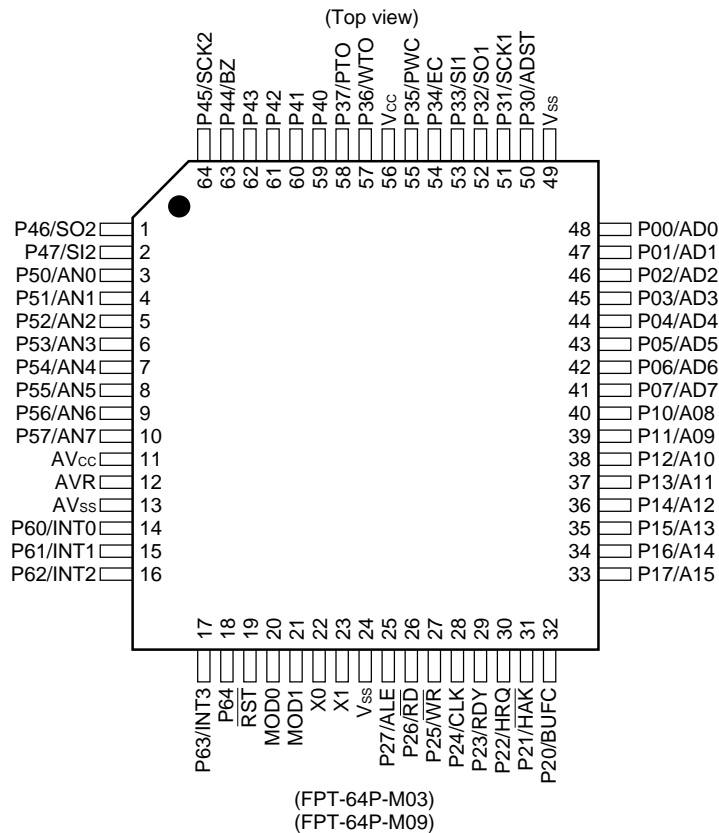 (Top view)
P45/SCK2
P44/BZ
P43
P42
P41
P40
P37/PTO
P36/WTO
Vcc
P35/PWC
P34/EC
P33/SI1
P32/SO1
P31/SCK1
P30/ADST
Vss
64
63
62
61
60
59
58
57
56
55
54
53
52
51
50
49
P46/SO2 1
P47/SI2 2
P50/AN0 3
P51/AN1 4
P52/AN2 5
P53/AN3 6
P54/AN4 7
P55/AN5 8
P56/AN6 9
P57/AN7 10
AVcc 11
AVR 12
AVss 13
P60/INT0 14
P61/INT1 15
P62/INT2 16
48 P00/AD0
47 P01/AD1
46 P02/AD2
45 P03/AD3
44 P04/AD4
43 P05/AD5
42 P06/AD6
41 P07/AD7
40 P10/A08
39 P11/A09
38 P12/A10
37 P13/A11
36 P14/A12
35 P15/A13
34 P16/A14
33 P17/A15
17
18
19
20
21
22
23
24
25
26
27
28
29
30
31
32
P63/INT3
P64
RST
MOD0
MOD1
X0
X1
Vss
P27/ALE
P26/RD
P25/WR
P24/CLK
P23/RDY
P22/HRQ
P21/HAK
P20/BUFC
(FPT-64P-M03)
(FPT-64P-M09)